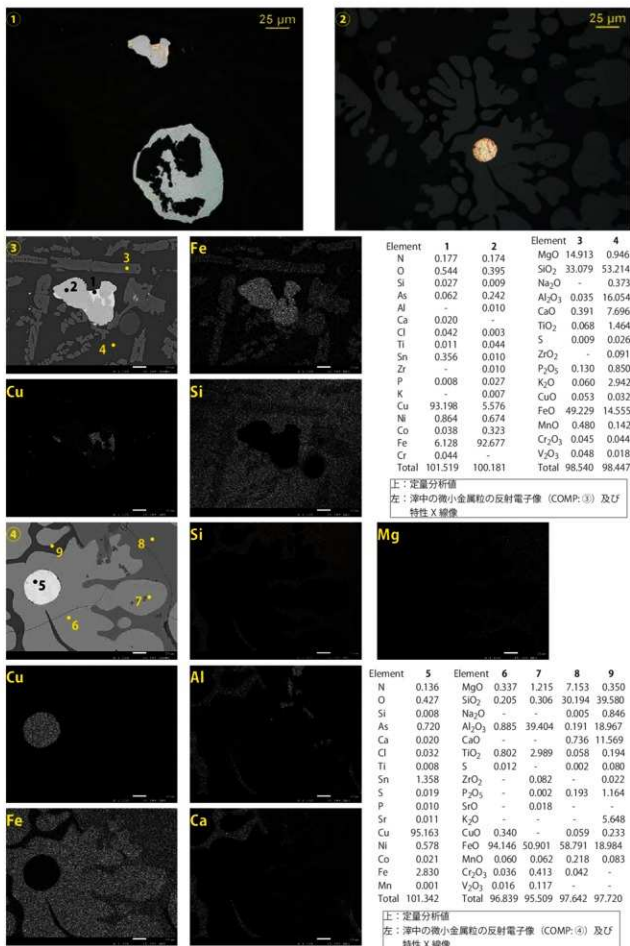 ① 25 μm
② 25 μm
③ 3
2 1
4
Fe
Cu
Si
Element 1 2
N 0.177 0.174
O 0.544 0.395
Si 0.027 0.009
As 0.062 0.242
Al - 0.010
Ca 0.020 -
Cl 0.042 0.003
Ti 0.011 0.044
Sn 0.356 0.010
Zr - 0.010
P 0.008 0.027
K - 0.007
Cu 93.198 5.576
Ni 0.864 0.674
Co 0.038 0.323
Fe 6.128 92.677
Cr 0.044 -
Total 101.519 100.181
Element 3 4
MgO 14.913 0.946
SiO₂ 33.079 53.214
Na₂O - 0.373
Al₂O₃ 0.035 16.054
CaO 0.391 7.696
TiO₂ 0.068 1.464
S 0.009 0.026
ZrO₂ - 0.091
P₂O₅ 0.130 0.850
K₂O 0.060 2.942
CuO 0.053 0.032
FeO 49.229 14.555
MnO 0.480 0.142
Cr₂O₃ 0.045 0.044
V₂O₃ 0.048 0.018
Total 98.540 98.447
上:定量分析値
左:滓中の微小金属粒の反射電子像(COMP:③)及び
特性X線像
④ 9 8
5
7
6
Si
Mg
Cu
Al
Fe
Ca
Element 5
N 0.136
O 0.427
Si 0.008
As 0.720
Ca 0.020
Cl 0.032
Ti 0.008
Sn 1.358
S 0.019
P 0.010
Sr 0.011
Cu 95.163
Ni 0.578
Co 0.021
Fe 2.830
Mn 0.001
Total 101.342
Element 6 7 8 9
MgO 0.337 1.215 7.153 0.350
SiO₂ 0.205 0.306 30.194 39.580
Na₂O - - 0.005 0.846
Al₂O₃ 0.885 39.404 0.191 18.967
CaO - - 0.736 11.569
TiO₂ 0.802 2.989 0.058 0.194
S 0.012 - 0.002 0.080
ZrO₂ - 0.082 - 0.022
P₂O₅ - 0.002 0.193 1.164
SrO - 0.018 - -
K₂O - - - 5.648
CuO 0.340 - 0.059 0.233
FeO 94.146 50.901 58.791 18.984
MnO 0.060 0.062 0.218 0.083
Cr₂O₃ 0.036 0.413 0.042 -
V₂O₃ 0.016 0.117 - -
Total 96.839 95.509 97.642 97.720
上:定量分析値
左:滓中の微小金属粒の反射電子像(COMP:④)及び
特性X線像